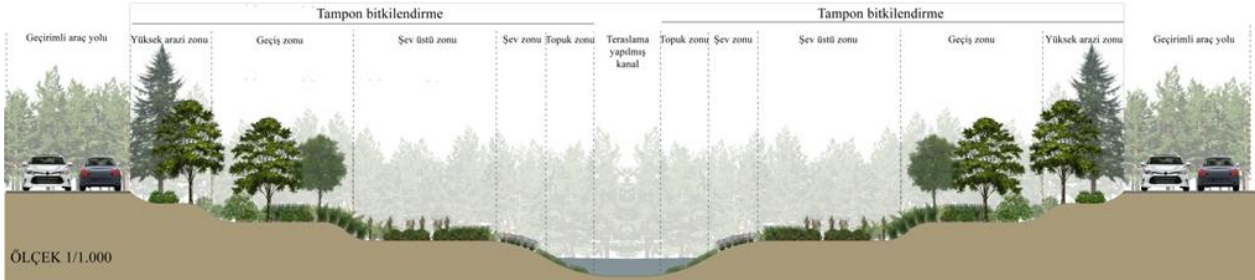 Tampon bitkilendirme
Tampon bitkilendirme
Geçirimli araç yolu
Yüksek arazi zonu
Geçiş zonu
Şev üstü zonu
Şev zonu
Topuk zonu
Teraslama
yapılmış
kanal
Topuk zonu
Şev zonu
Şev üstü zonu
Geçiş zonu
Yüksek arazi zonu
Geçirimli araç yolu
ÖLÇEK 1/1.000